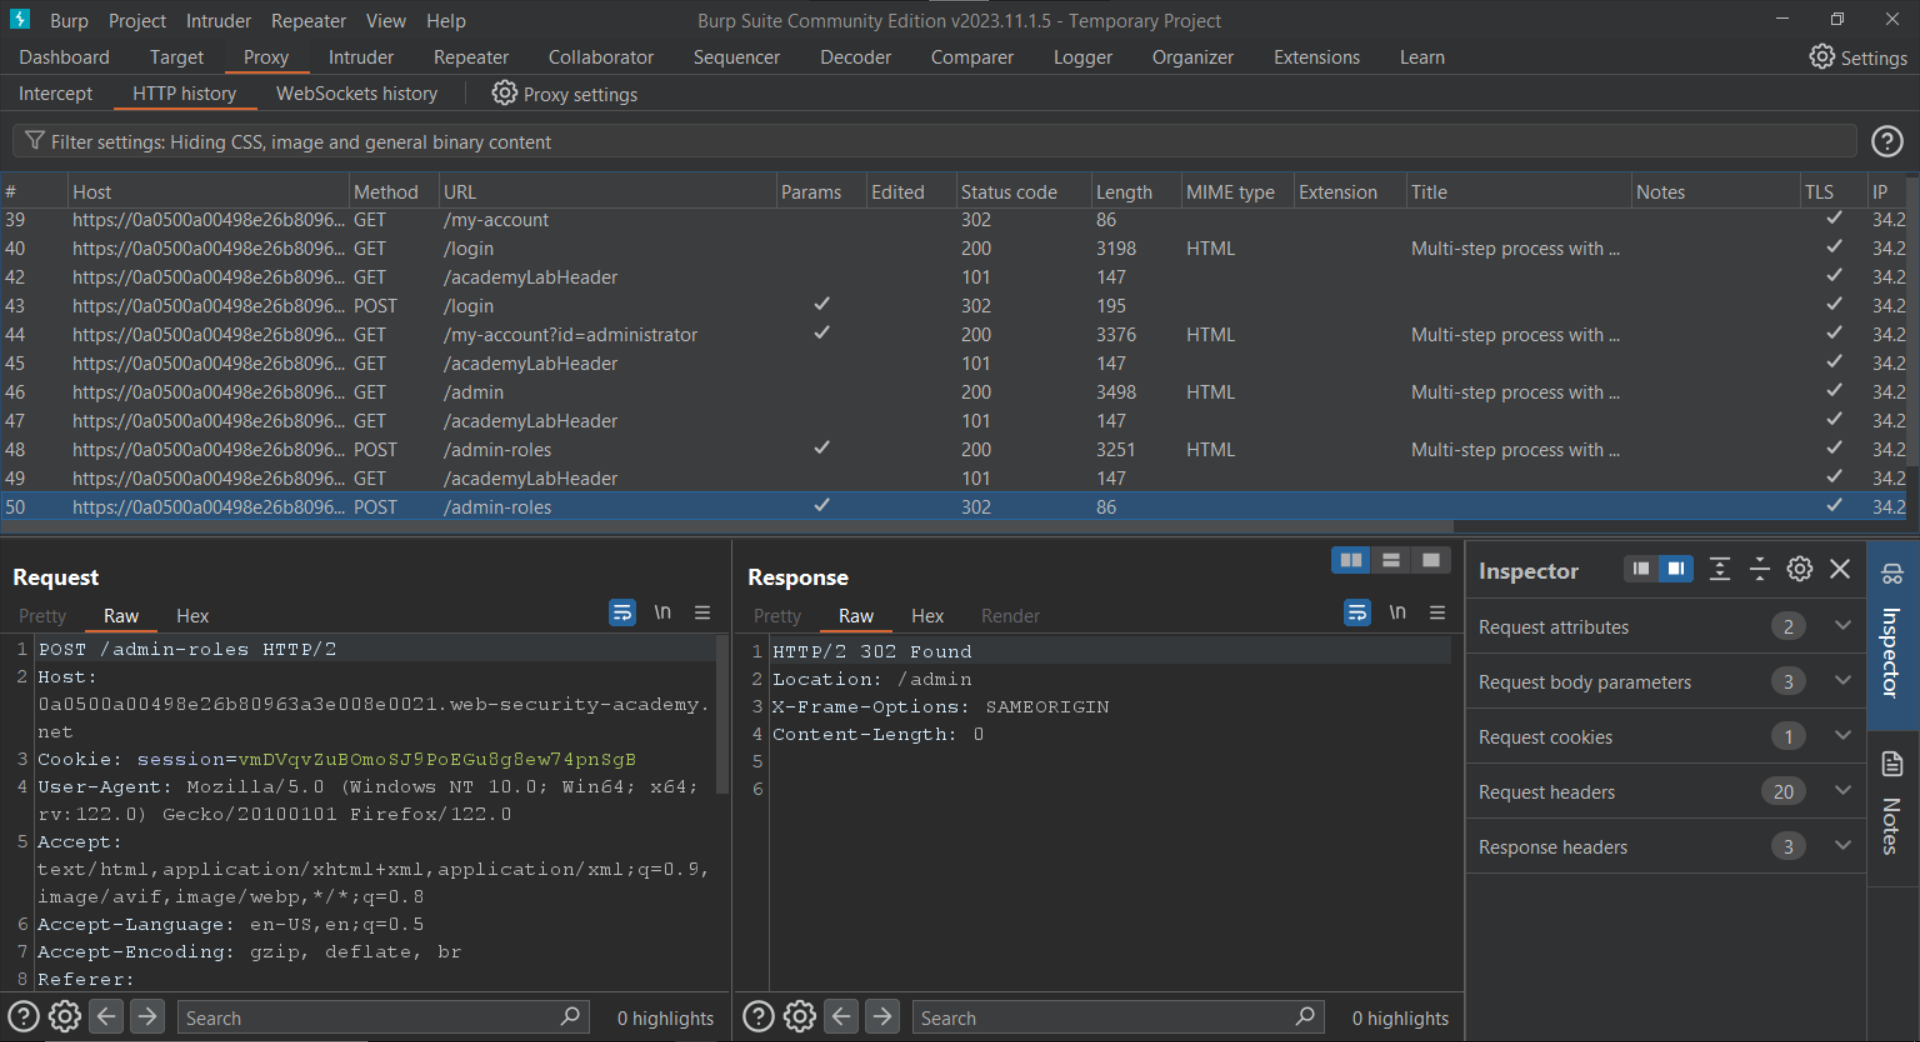 Burp Project Intruder Repeater View Help Burp Suite Community Edition v2023.11.1.5 - Temporary Project
Dashboard Target Proxy Intruder Repeater Collaborator Sequencer Decoder Comparer Logger Organizer Extensions Learn Settings
Intercept HTTP history WebSockets history Proxy settings
Filter settings: Hiding CSS, image and general binary content
# Host Method URL Params Edited Status code Length MIME type Extension Title Notes TLS IP
39 https://0a0500a00498e26b8096... GET /my-account 302 86 ✓ 34.2
40 https://0a0500a00498e26b8096... GET /login 200 3198 HTML Multi-step process with ... ✓ 34.2
42 https://0a0500a00498e26b8096... GET /academyLabHeader 101 147 ✓ 34.2
43 https://0a0500a00498e26b8096... POST /login ✓ 302 195 ✓ 34.2
44 https://0a0500a00498e26b8096... GET /my-account?id=administrator ✓ 200 3376 HTML Multi-step process with ... ✓ 34.2
45 https://0a0500a00498e26b8096... GET /academyLabHeader 101 147 ✓ 34.2
46 https://0a0500a00498e26b8096... GET /admin 200 3498 HTML Multi-step process with ... ✓ 34.2
47 https://0a0500a00498e26b8096... GET /academyLabHeader 101 147 ✓ 34.2
48 https://0a0500a00498e26b8096... POST /admin-roles ✓ 200 3251 HTML Multi-step process with ... ✓ 34.2
49 https://0a0500a00498e26b8096... GET /academyLabHeader 101 147 ✓ 34.2
50 https://0a0500a00498e26b8096... POST /admin-roles ✓ 302 86 ✓ 34.2
Request
Pretty Raw Hex \n
1 POST /admin-roles HTTP/2
2 Host:
0a0500a00498e26b80963a3e008e0021.web-security-academy.
net
3 Cookie: session=vmDVqvZuBOmoSJ9PoEGu8g8ew74pnSgB
4 User-Agent: Mozilla/5.0 (Windows NT 10.0; Win64; x64;
rv:122.0) Gecko/20100101 Firefox/122.0
5 Accept:
text/html,application/xhtml+xml,application/xml;q=0.9,
image/avif,image/webp,*/*;q=0.8
6 Accept-Language: en-US,en;q=0.5
7 Accept-Encoding: gzip, deflate, br
8 Referer:
Search 0 highlights
Response
Pretty Raw Hex Render \n
1 HTTP/2 302 Found
2 Location: /admin
3 X-Frame-Options: SAMEORIGIN
4 Content-Length: 0
5
6
Search 0 highlights
Inspector
Request attributes 2
Request body parameters 3
Request cookies 1
Request headers 20
Response headers 3
Inspector
Notes